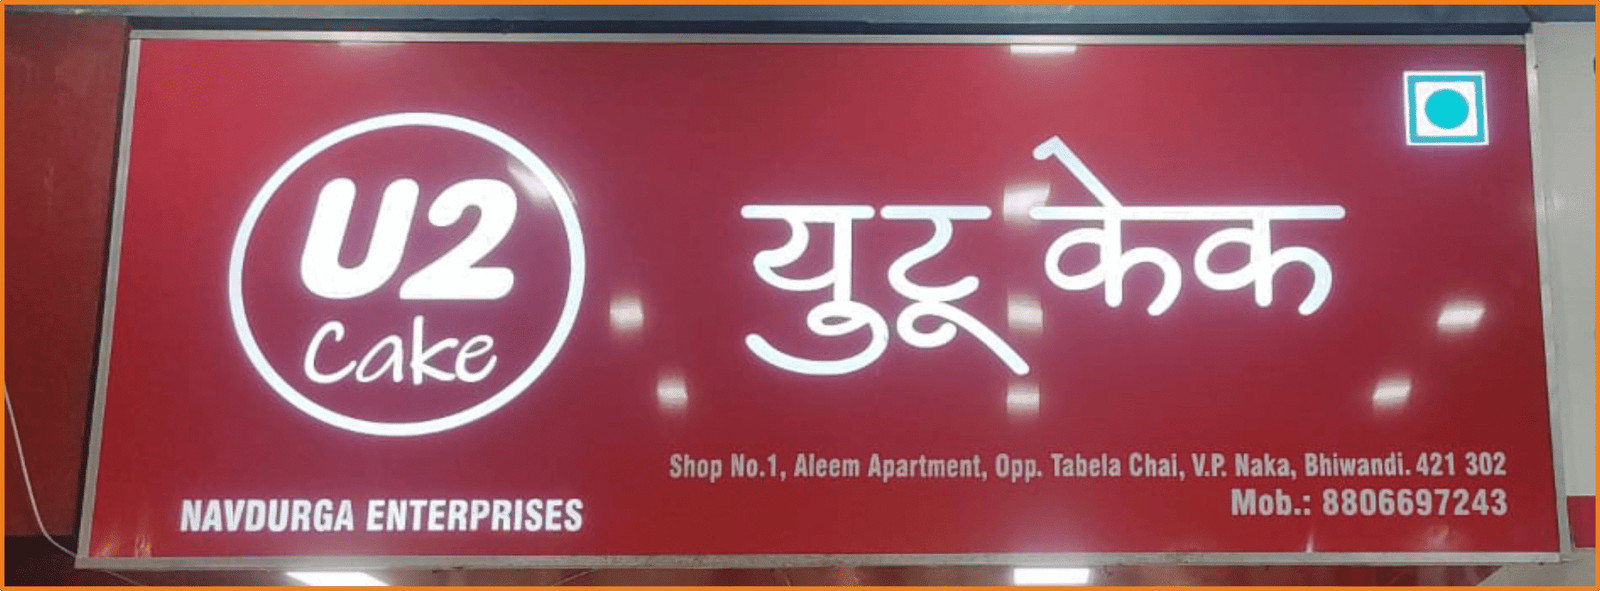 U2
Cake
यु टू केक
NAVDURGA ENTERPRISES
Shop No.1, Aleem Apartment, Opp. Tabela Chai, V.P. Naka, Bhiwandi. 421 302
Mob.: 8806697243